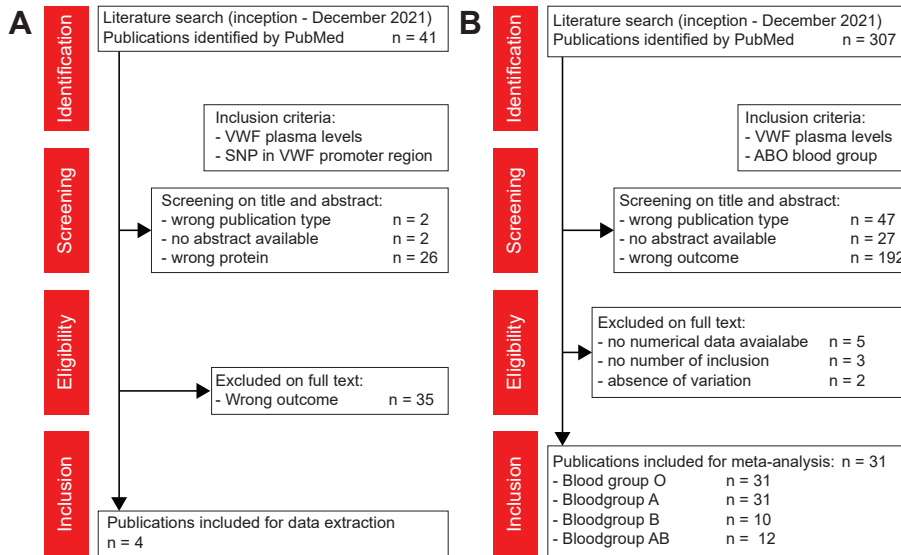 A
Identification
Literature search (inception - December 2021)
Publications identified by PubMed n = 41
Inclusion criteria:
- VWF plasma levels
- SNP in VWF promoter region
Screening
Screening on title and abstract:
- wrong publication type n = 2
- no abstract available n = 2
- wrong protein n = 26
Eligibility
Excluded on full text:
- Wrong outcome n = 35
Inclusion
Publications included for data extraction
n = 4
B
Identification
Literature search (inception - December 2021)
Publications identified by PubMed n = 307
Inclusion criteria:
- VWF plasma levels
- ABO blood group
Screening
Screening on title and abstract:
- wrong publication type n = 47
- no abstract available n = 27
- wrong outcome n = 192
Eligibility
Excluded on full text:
- no numerical data avaialabe n = 5
- no number of inclusion n = 3
- absence of variation n = 2
Inclusion
Publications included for meta-analysis: n = 31
- Blood group O n = 31
- Bloodgroup A n = 31
- Bloodgroup B n = 10
- Bloodgroup AB n = 12